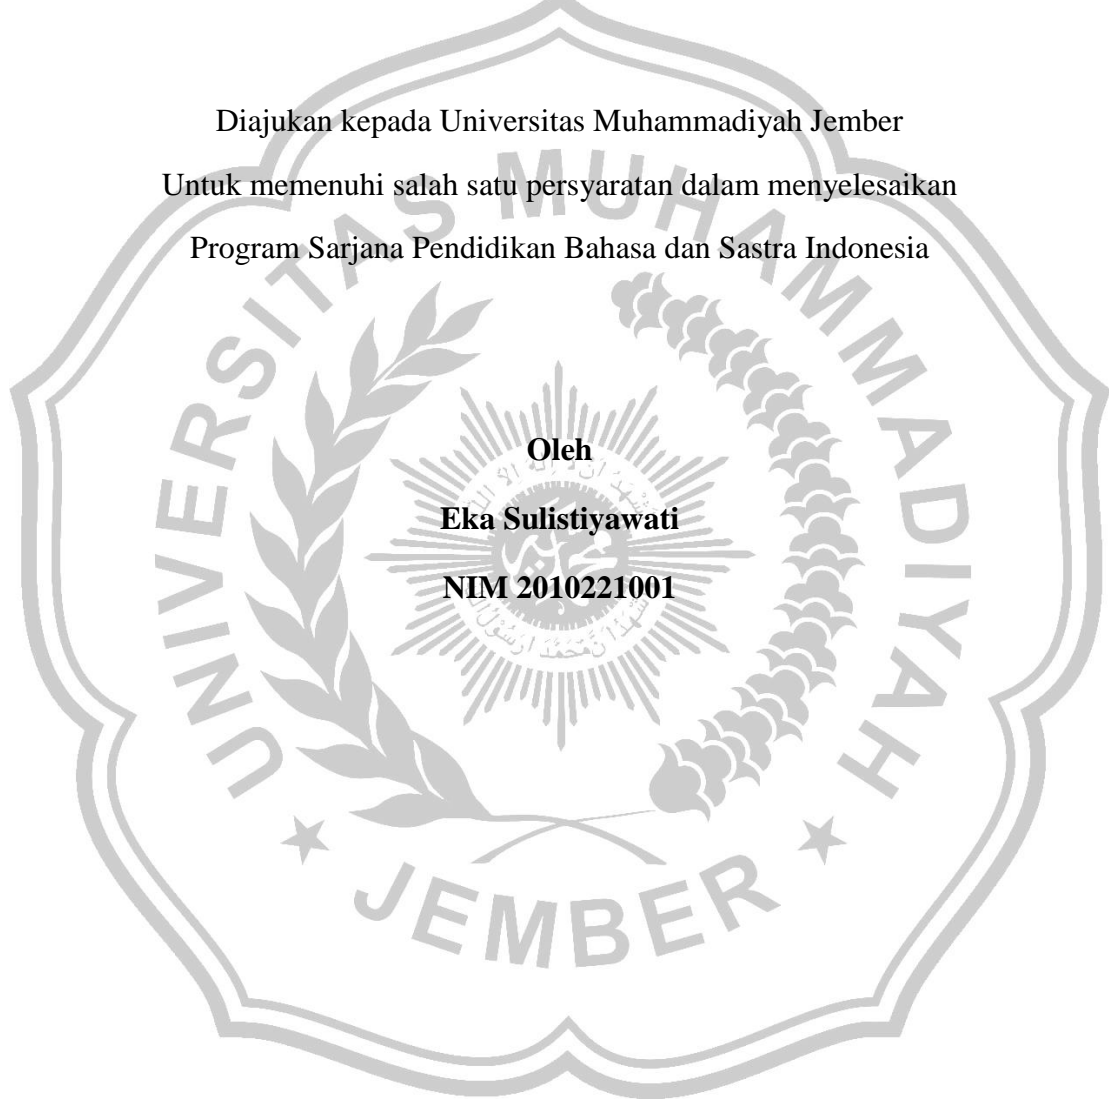 Diajukan kepada Universitas Muhammadiyah Jember
Untuk memenuhi salah satu persyaratan dalam menyelesaikan
Program Sarjana Pendidikan Bahasa dan Sastra Indonesia
Oleh
Eka Sulistiyawati
NIM 2010221001
UNIVERSITAS MUHAMMADIYAH
JEMBER